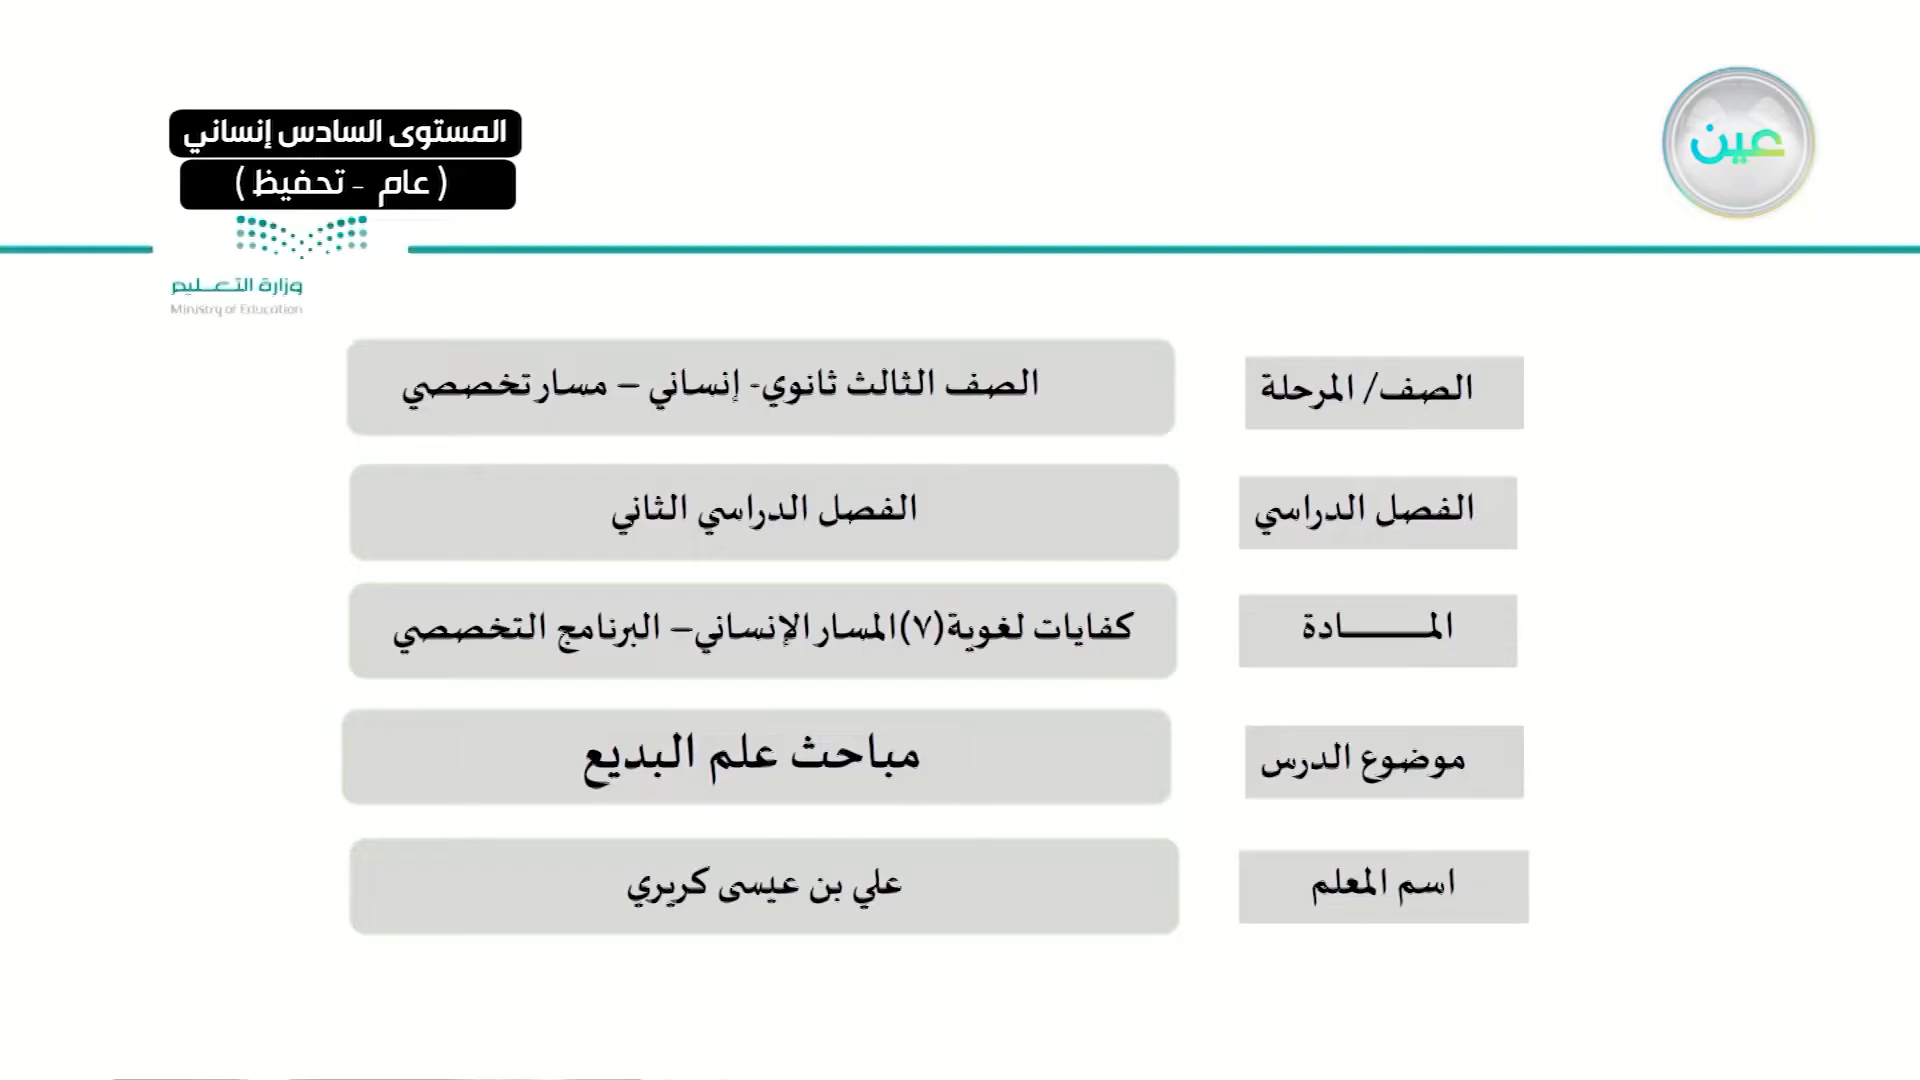 عين
المستوى السادس إنساني
( عام - تحفيظ )
وزارة التـعـلـيم
Ministry of Education
الصف/ المرحلة
الصف الثالث ثانوي- إنساني – مسار تخصصي
الفصل الدراسي
الفصل الدراسي الثاني
المـــــــــادة
كفايات لغوية(٧)المسار الإنساني– البرنامج التخصصي
موضوع الدرس
مباحث علم البديع
اسم المعلم
علي بن عيسى كريري